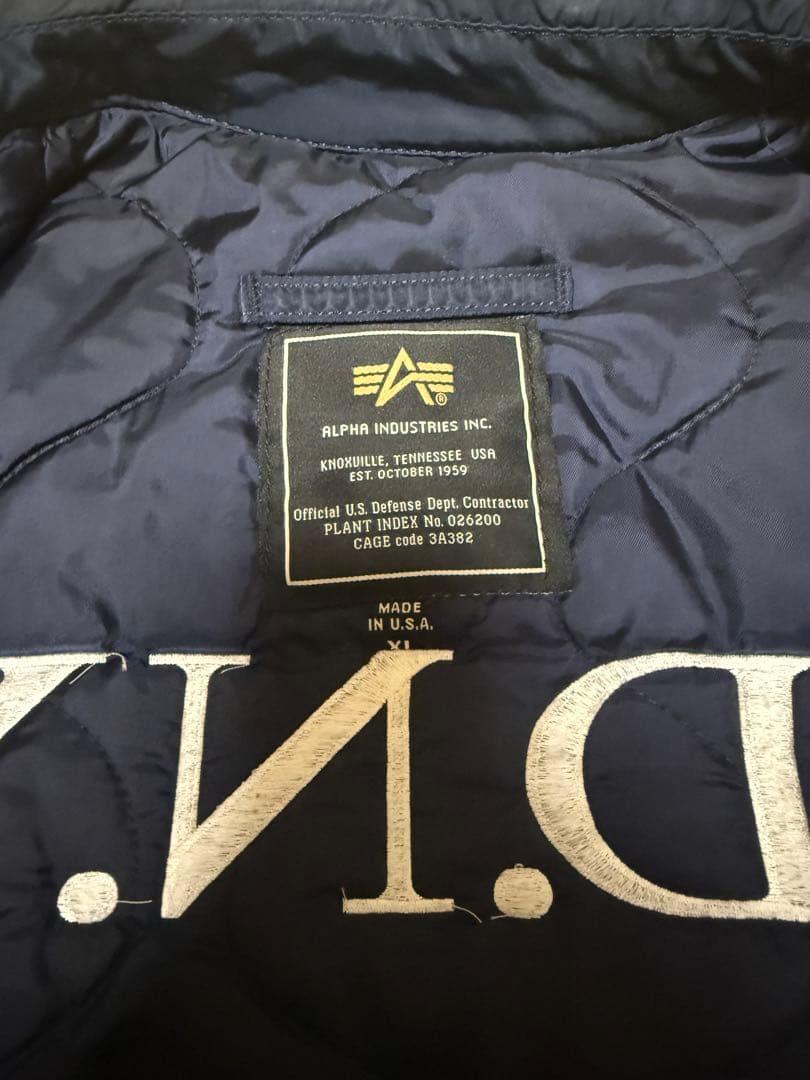 ®
ALPHA INDUSTRIES INC.
KNOXVILLE, TENNESSEE USA
EST. OCTOBER 1959
Official U.S. Defense Dept. Contractor
PLANT INDEX No. 026200
CAGE code 3A382
MADE
IN U.S.A.
XL
D.N.Y